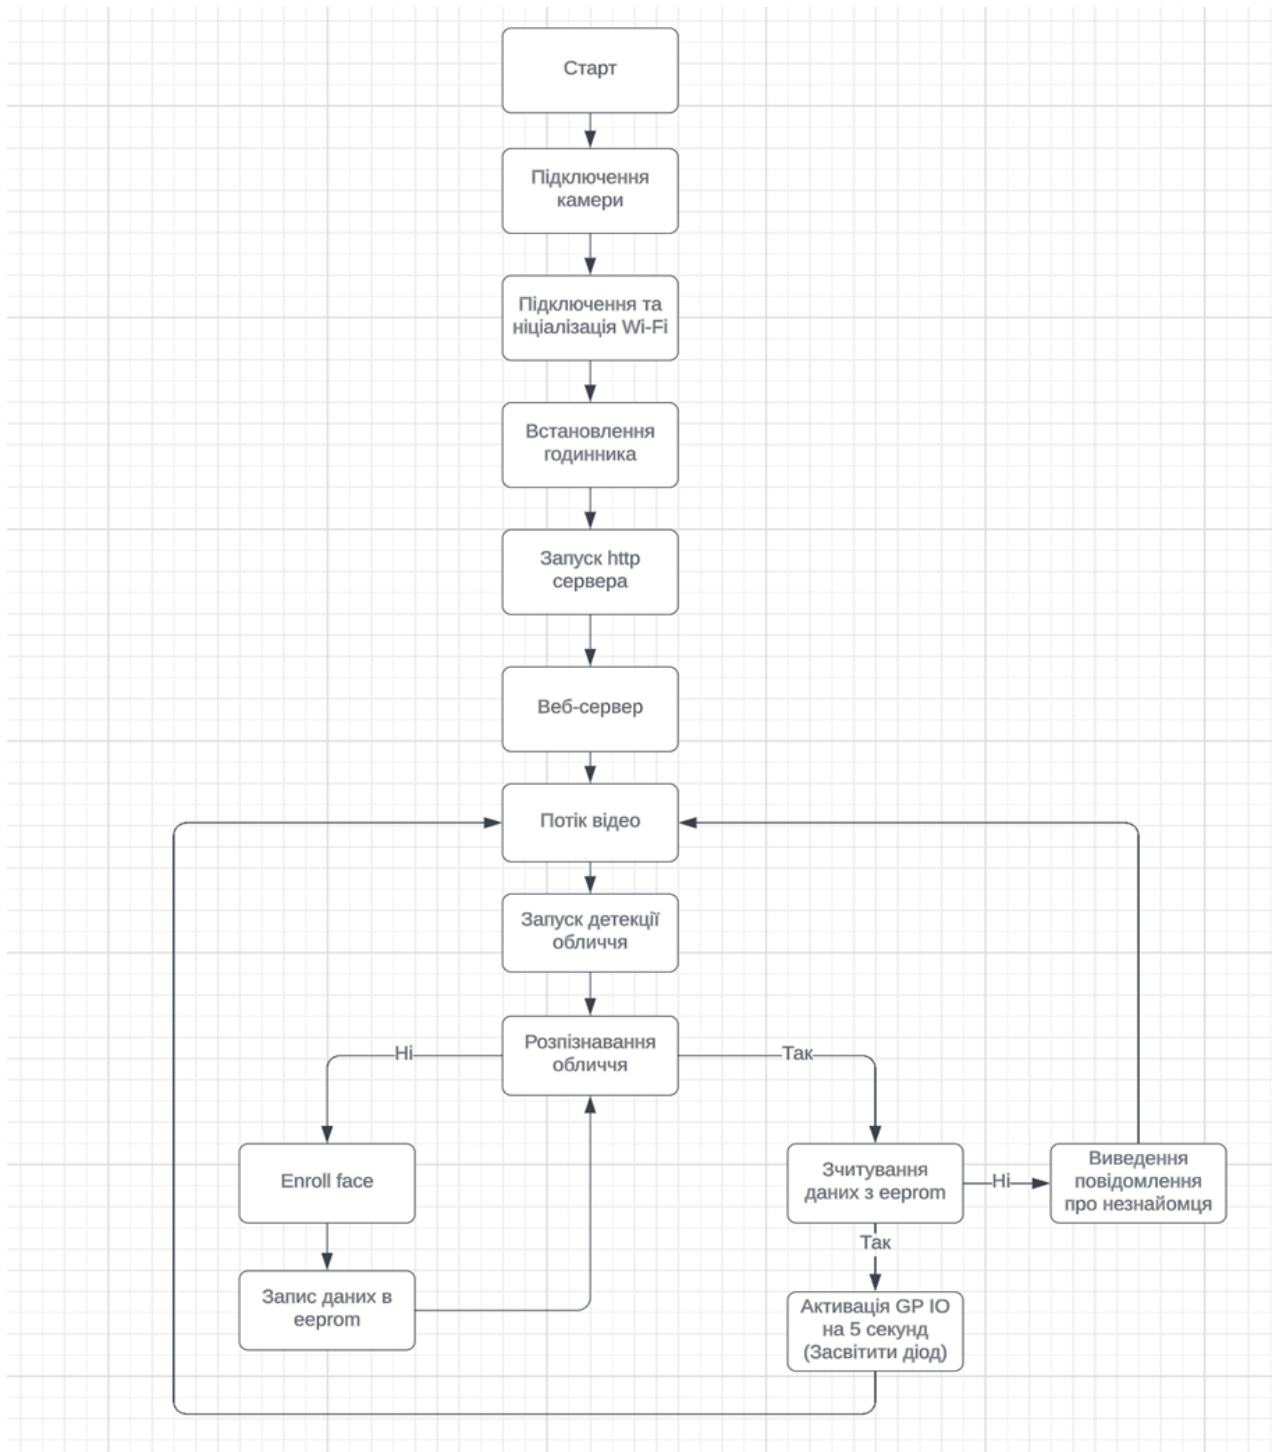 Старт
Підключення
камери
Підключення та
ніціалізація Wi-Fi
Встановлення
годинника
Запуск http
сервера
Веб-сервер
Потік відео
Запуск детекції
обличчя
Розпізнавання
обличчя
Ні
Так
Enroll face
Запис даних в
eeprom
Зчитування
даних з eeprom
Ні
Виведення
повідомлення
про незнайомця
Так
Активація GP IO
на 5 секунд
(Засвітити діод)